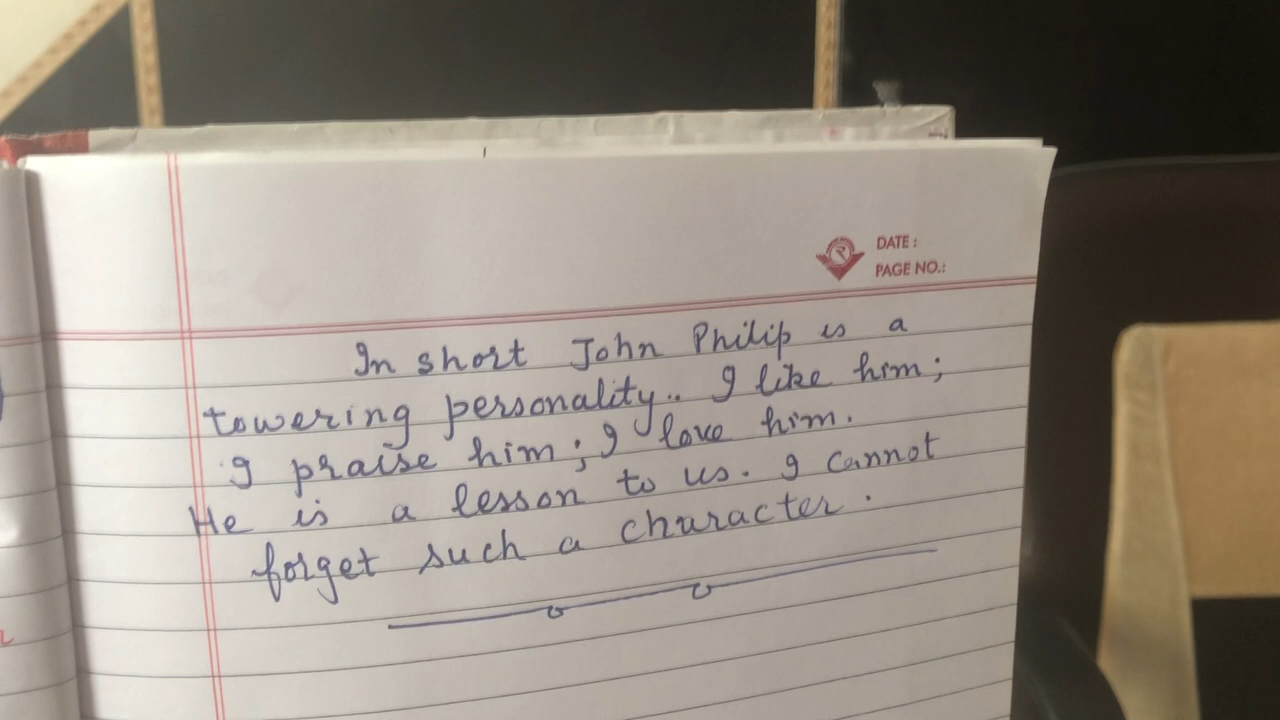 DATE :
PAGE NO.:
In short John Philip is a
towering personality.. I like him;
I praise him; I love him.
He is a lesson to us. I cannot
forget such a character.